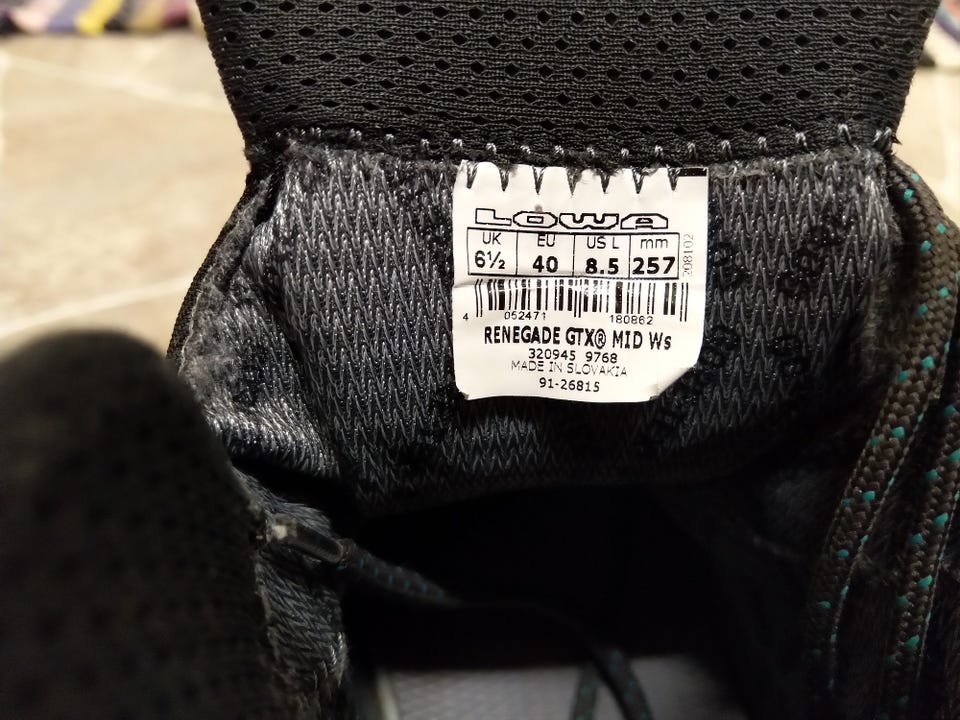 LOWA
UK EU US L mm
6½ 40 8.5 257
208102
4 052471 180862
RENEGADE GTX® MID Ws
320945 9768
MADE IN SLOVAKIA
91-26815